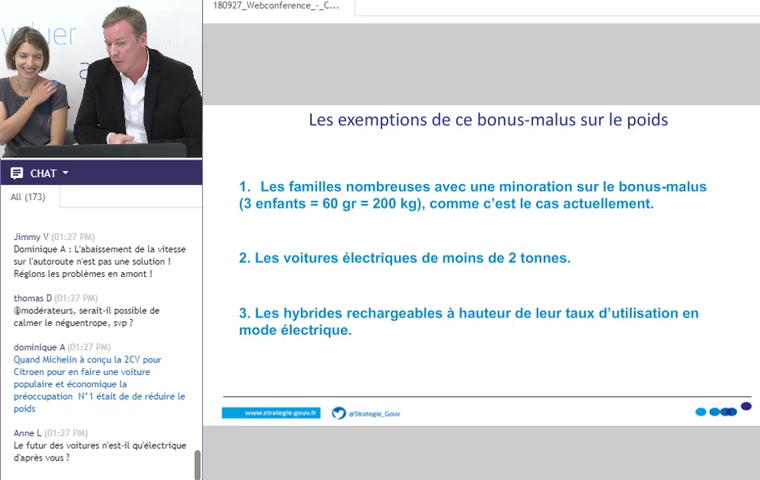 180927_Webconference_-_C...
valuer
CHAT
All (173)
Jimmy V (01:27 PM)
Dominique A : L'abaissement de la vitesse
sur l'autoroute n'est pas une solution !
Réglons les problèmes en amont !
thomas D (01:27 PM)
@modérateurs, serait-il possible de
calmer le néguentrope, svp ?
dominique A (01:27 PM)
Quand Michelin à conçu la 2CV pour
Citroen pour en faire une voiture
populaire et économique la
préoccupation N°1 était de de réduire le
poids
Anne L (01:27 PM)
Le futur des voitures n'est-il qu'électrique
d'après vous ?
Les exemptions de ce bonus-malus sur le poids
1. Les familles nombreuses avec une minoration sur le bonus-malus
(3 enfants = 60 gr = 200 kg), comme c'est le cas actuellement.
2. Les voitures électriques de moins de 2 tonnes.
3. Les hybrides rechargeables à hauteur de leur taux d'utilisation en
mode électrique.
www.strategie.gouv.fr
@Strategie_Gouv